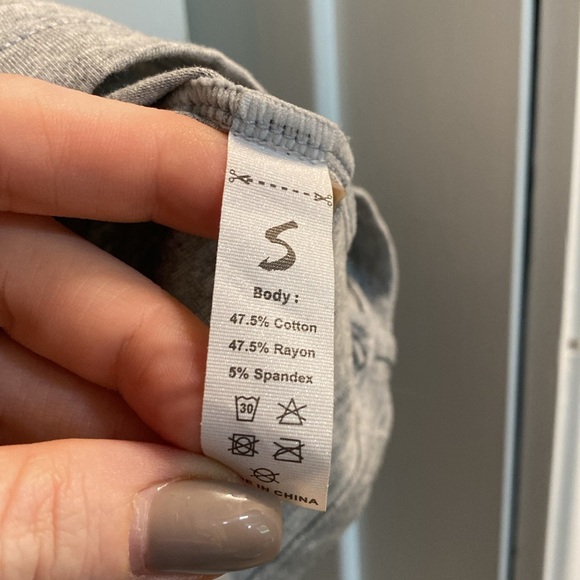 S
Body :
47.5% Cotton
47.5% Rayon
5% Spandex
30
IN CHINA